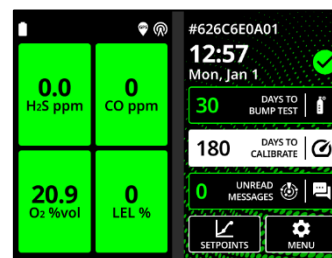 0.0
H₂S ppm
0
CO ppm
20.9
O₂ %vol
0
LEL %
#626C6E0A01
12:57
Mon, Jan 1
30
DAYS TO
BUMP TEST
180
DAYS TO
CALIBRATE
0
UNREAD
MESSAGES
SETPOINTS
MENU